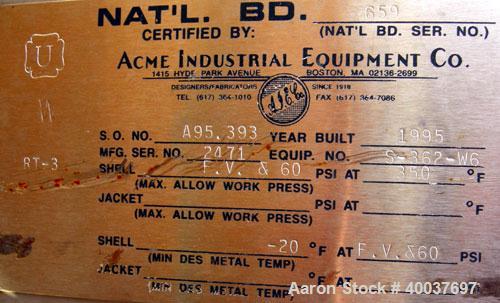 NAT'L. BD. 659
U
CERTIFIED BY: (NAT'L BD. SER. NO.)
ACME INDUSTRIAL EQUIPMENT CO.
1415 HYDE PARK AVENUE BOSTON, MA 02136-2699
DESIGNERS/FABRICATORS SINCE 1918
TEL. (617) 364-1010 FAX (617) 364-7086
A.I.E.Co.
S.O. NO. A95,393 YEAR BUILT 1995
MFG. SER. NO. 2471 EQUIP. NO. S-362-W6
RT-3
SHELL F.V. & 60 PSI AT 350 °F
(MAX. ALLOW WORK PRESS)
JACKET PSI AT °F
(MAX. ALLOW WORK PRESS)
SHELL -20 °F AT F.V.&60 PSI
(MIN DES METAL TEMP)
JACKET
(MIN DES METAL TEMP)
Aaron Stock # 40037697